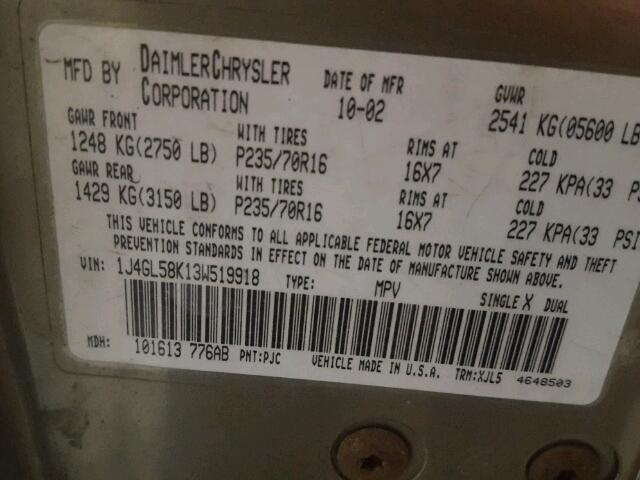 MFD BY DAIMLERCHRYSLER CORPORATION DATE OF MFR 10-02 GVWR 2541 KG(05600 LB
GAWR FRONT WITH TIRES RIMS AT COLD
1248 KG(2750 LB) P235/70R16 16X7 227 KPA(33 PS
GAWR REAR WITH TIRES RIMS AT COLD
1429 KG(3150 LB) P235/70R16 16X7 227 KPA(33 PSI
THIS VEHICLE CONFORMS TO ALL APPLICABLE FEDERAL MOTOR VEHICLE SAFETY AND THEFT
PREVENTION STANDARDS IN EFFECT ON THE DATE OF MANUFACTURE SHOWN ABOVE.
VIN: 1J4GL58K13W519918 TYPE: MPV SINGLE X DUAL
MDH: 101613 776AB PNT:PJC VEHICLE MADE IN U.S.A. TRM:XJL5 4648503